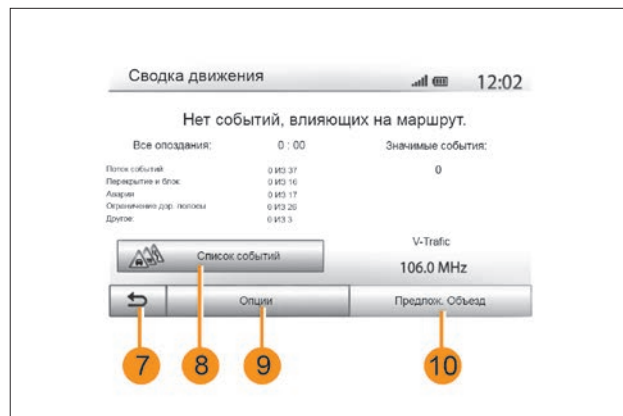 Сводка движения 12:02
Нет событий, влияющих на маршрут.
Все опоздания: 0 : 00 Значимые события:
Поток событий: 0 ИЗ 37 0
Перекрытие и блок. 0 ИЗ 16
Аварии 0 ИЗ 17
Ограничение дор. полосы 0 ИЗ 26
Другое: 0 ИЗ 3
V-Trafic
Список событий 106.0 MHz
Опции Предлож. Объезд
7 8 9 10